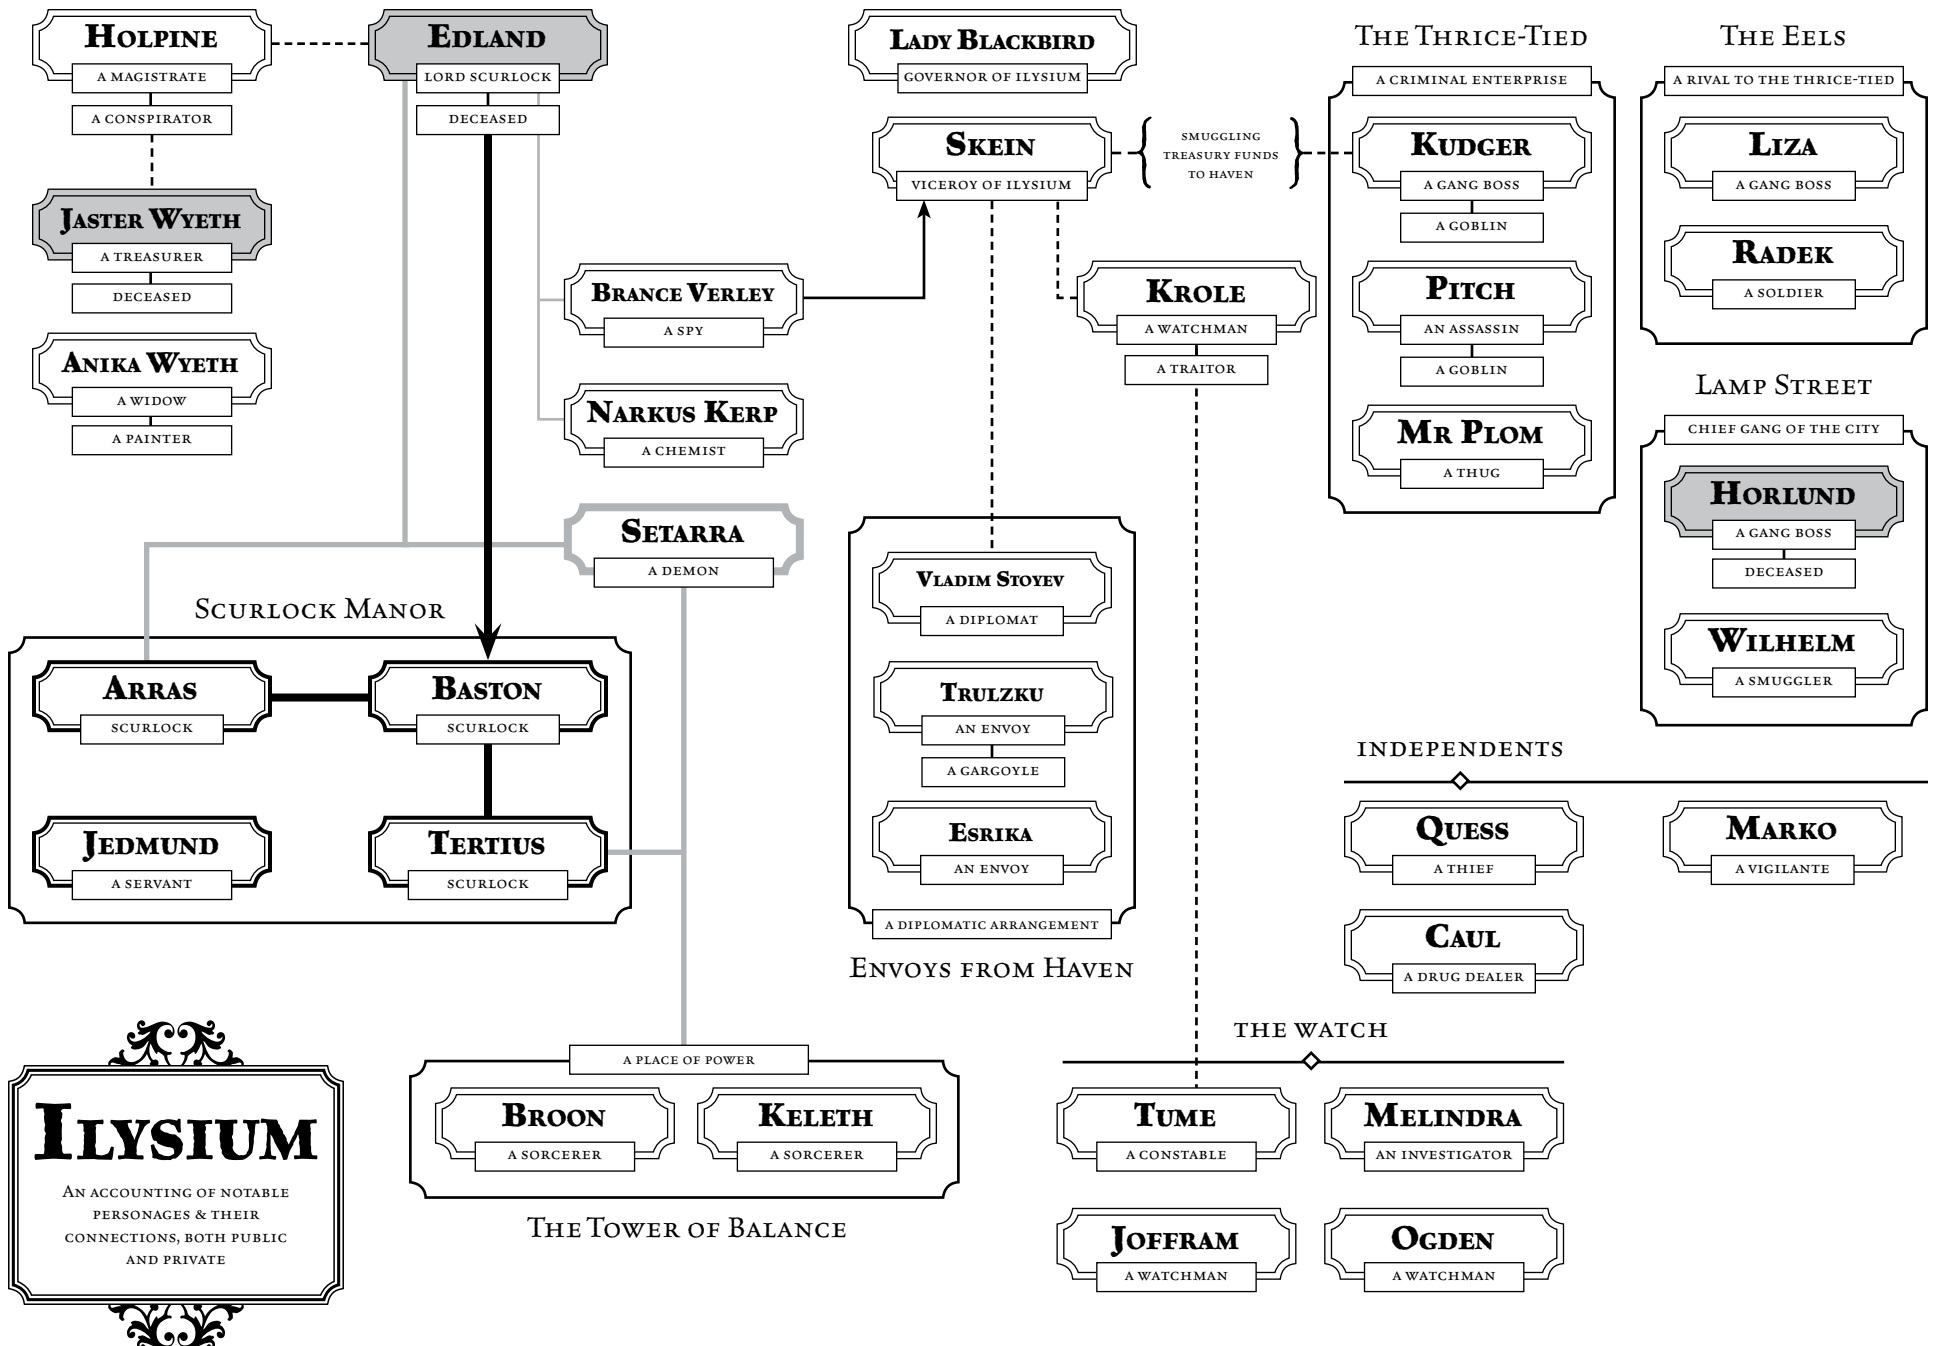 Holpine
A magistrate
A conspirator
Edland
Lord Scurlock
Deceased
Jaster Wyeth
A treasurer
Deceased
Anika Wyeth
A widow
A painter
Brance Verley
A spy
Narkus Kerp
A chemist
Setarra
A demon
Lady Blackbird
Governor of Ilysium
Skein
Viceroy of Ilysium
Smuggling
treasury funds
to Haven
Krole
A watchman
A traitor
The Thrice-Tied
A criminal enterprise
Kudger
A gang boss
A goblin
Pitch
An assassin
A goblin
Mr Plom
A thug
The Eels
A rival to the Thrice-Tied
Liza
A gang boss
Radek
A soldier
Lamp Street
Chief gang of the city
Horlund
A gang boss
Deceased
Wilhelm
A smuggler
Scurlock Manor
Arras
Scurlock
Baston
Scurlock
Jedmund
A servant
Tertius
Scurlock
Vladim Stoyev
A diplomat
Trulzku
An envoy
A gargoyle
Esrika
An envoy
A diplomatic arrangement
Envoys from Haven
Independents
Quess
A thief
Marko
A vigilante
Caul
A drug dealer
The Watch
Tume
A constable
Melindra
An investigator
Joffram
A watchman
Ogden
A watchman
A place of power
Broon
A sorcerer
Keleth
A sorcerer
The Tower of Balance
Ilysium
An accounting of notable
personages & their
connections, both public
and private